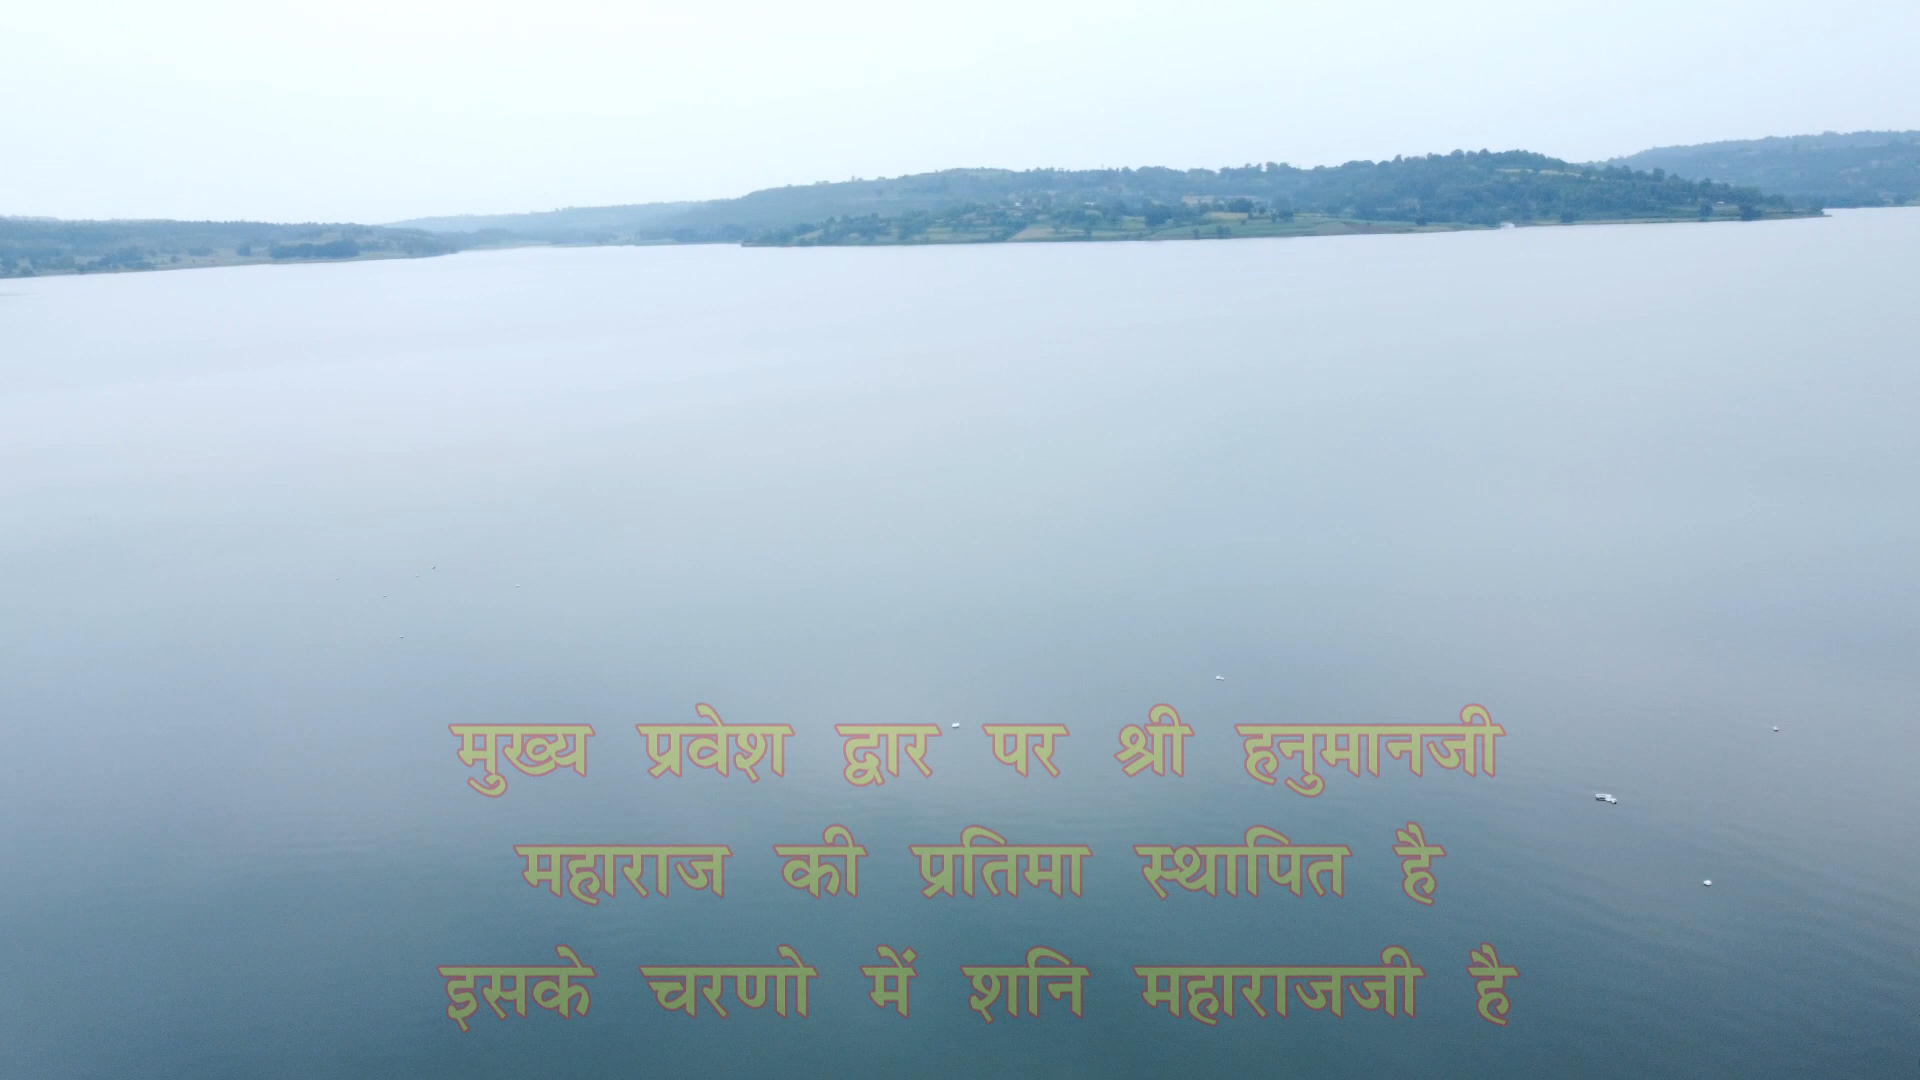 मुख्य प्रवेश द्वार पर श्री हनुमानजी
महाराज की प्रतिमा स्थापित है
इसके चरणो में शनि महाराजजी है